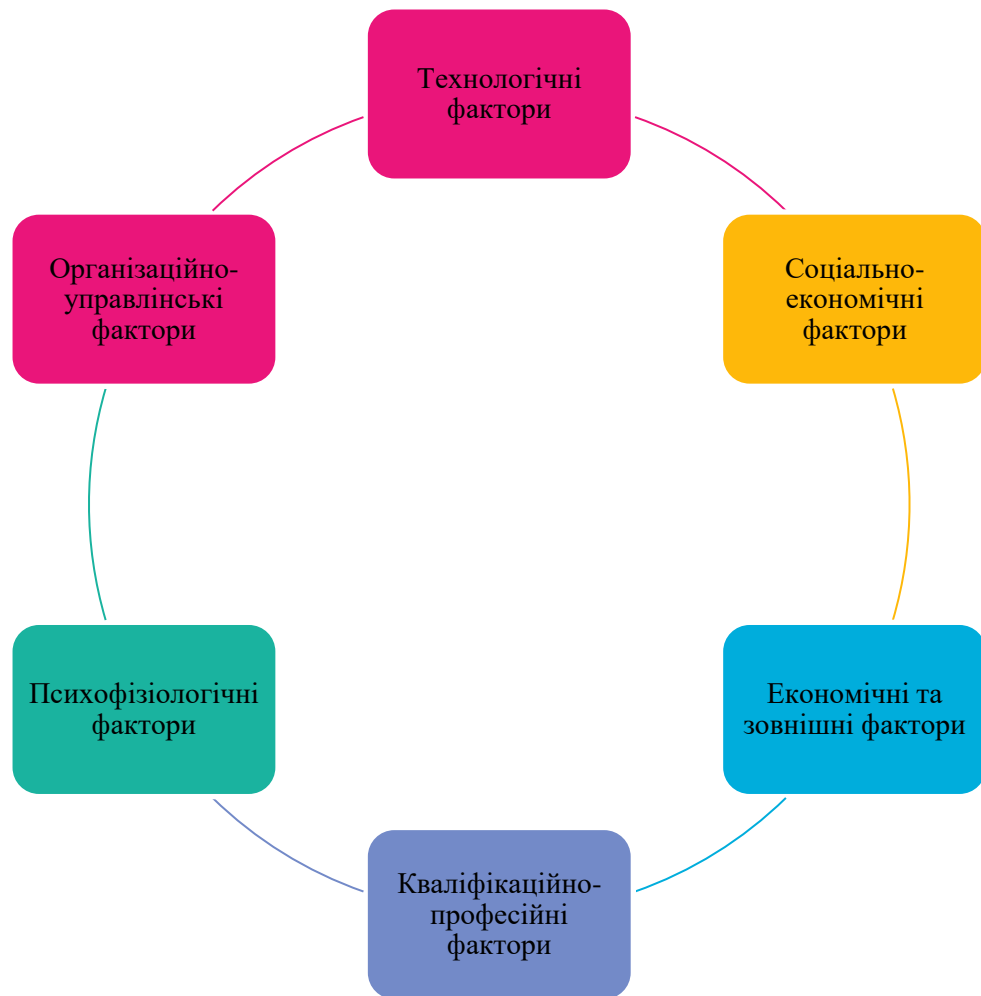 Технологічні
фактори
Соціально-
економічні
фактори
Економічні та
зовнішні фактори
Кваліфікаційно-
професійні
фактори
Психофізіологічні
фактори
Організаційно-
управлінські
фактори